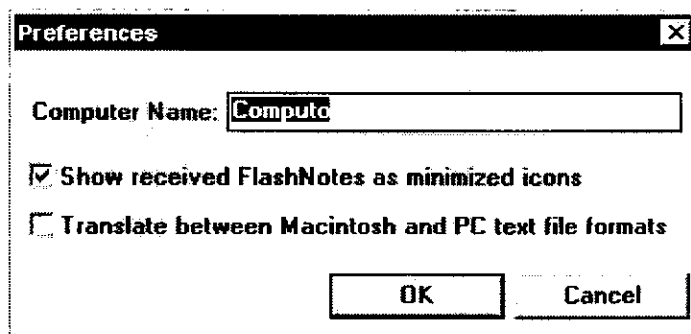 Preferences
Computer Name: Computo
Show received FlashNotes as minimized icons
Translate between Macintosh and PC text file formats
OK Cancel